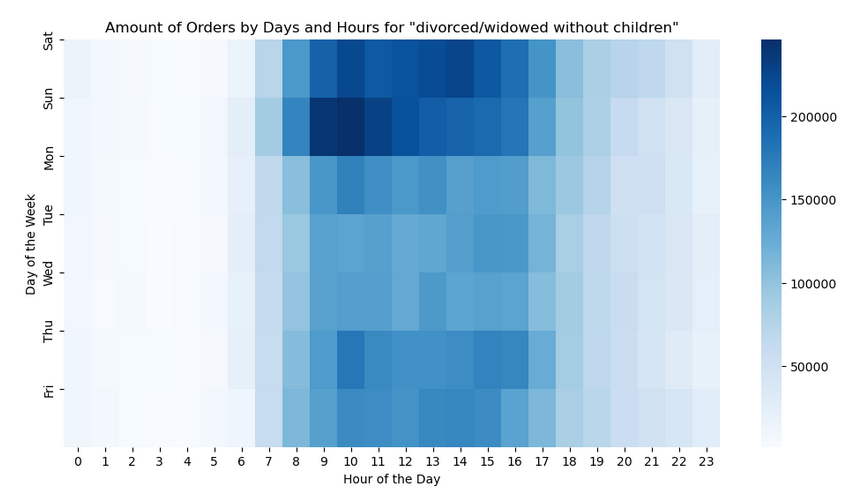 Amount of Orders by Days and Hours for "divorced/widowed without children"
Day of the Week
Sat
Sun
Mon
Tue
Wed
Thu
Fri
0 1 2 3 4 5 6 7 8 9 10 11 12 13 14 15 16 17 18 19 20 21 22 23
Hour of the Day
200000
150000
100000
50000